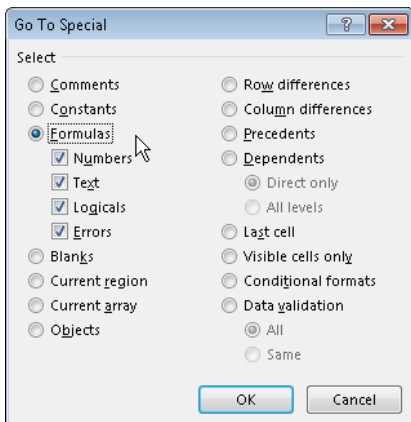 Go To Special
Select
Comments
Constants
Formulas
Numbers
Text
Logicals
Errors
Blanks
Current region
Current array
Objects
Row differences
Column differences
Precedents
Dependents
Direct only
All levels
Last cell
Visible cells only
Conditional formats
Data validation
All
Same
OK
Cancel